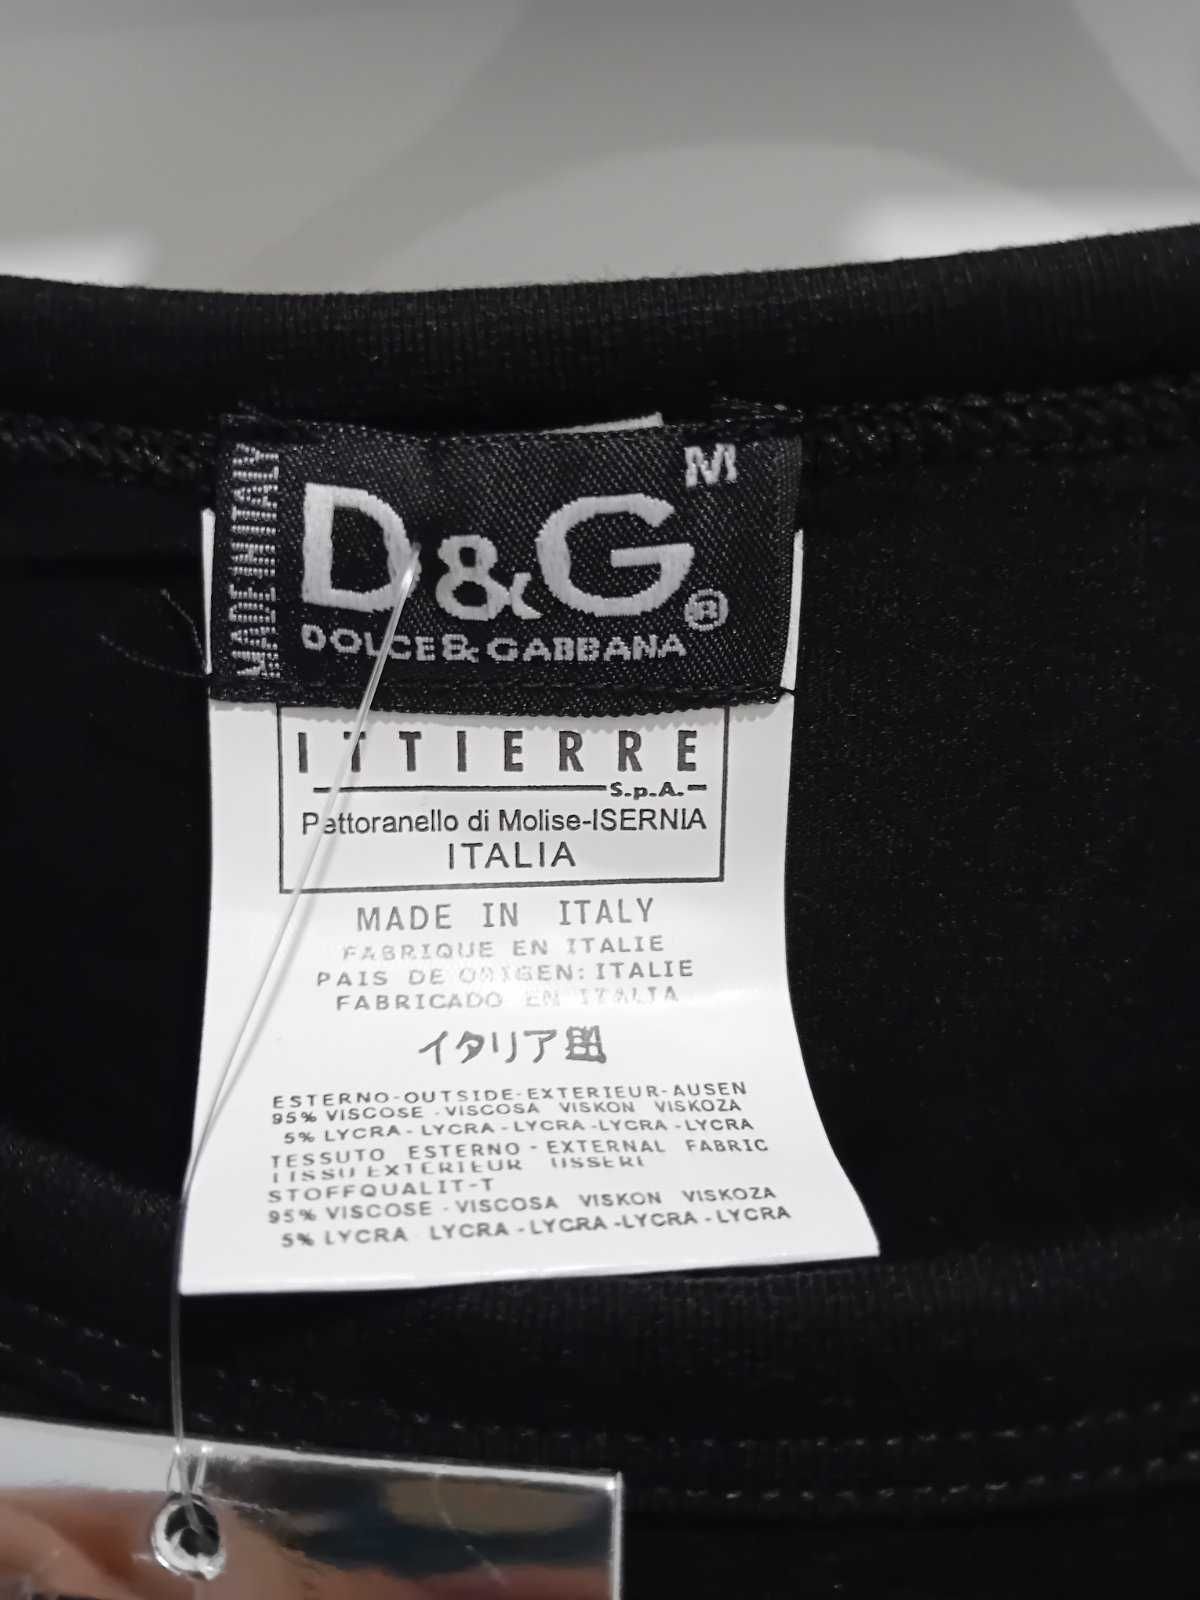 MADE IN ITALY
M
D&G®
DOLCE & GABBANA
ITTIERRE
S.p.A.
Pettoranello di Molise-ISERNIA
ITALIA
MADE IN ITALY
FABRIQUE EN ITALIE
PAIS DE ORIGEN: ITALIE
FABRICADO EN ITALIA
イタリア
ESTERNO-OUTSIDE-EXTERIEUR-AUSEN
95% VISCOSE - VISCOSA VISKON VISKOZA
5% LYCRA - LYCRA - LYCRA -LYCRA -LYCRA
TESSUTO ESTERNO - EXTERNAL FABRIC
TISSU EXTERIEUR
STOFFQUALIT-T
95% VISCOSE - VISCOSA VISKON VISKOZA
5% LYCRA LYCRA -LYCRA -LYCRA -LYCRA